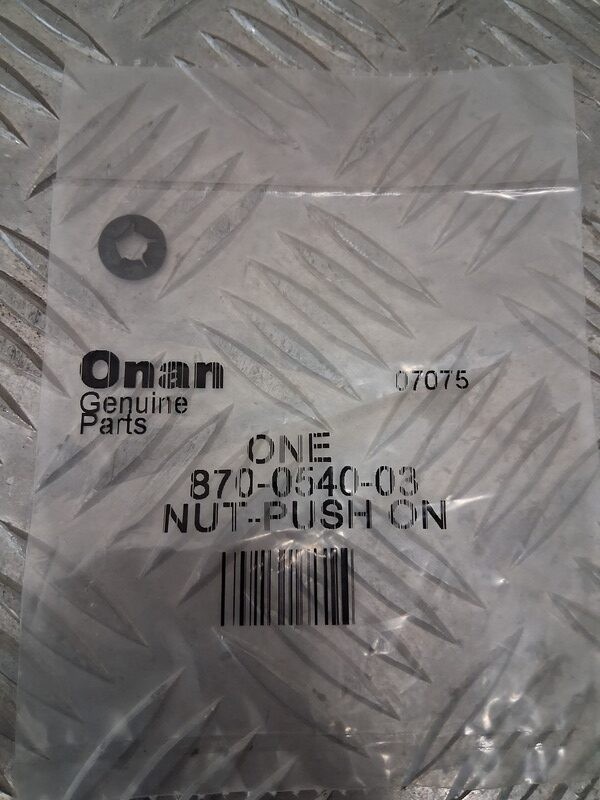 Onan
07075
Genuine
Parts
ONE
870-0540-03
NUT-PUSH ON